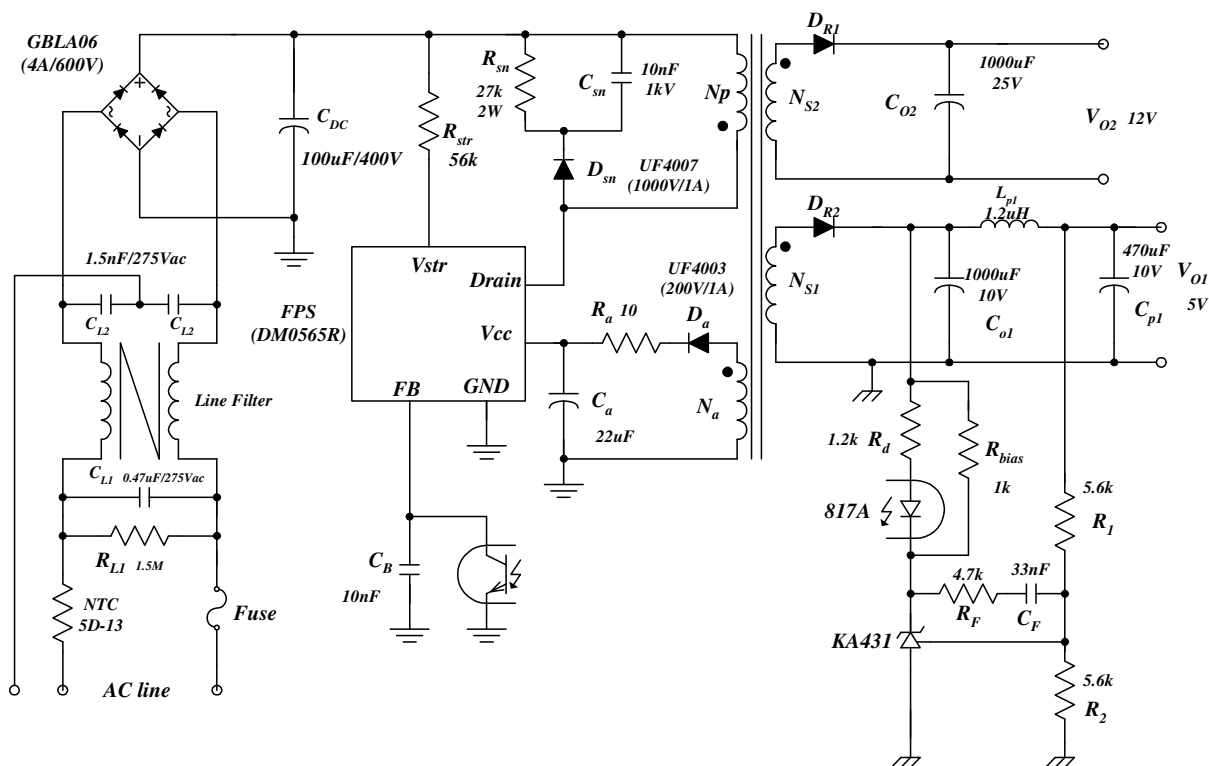 GBLA06
(4A/600V)
C_DC
100uF/400V
R_str
56k
R_sn
27k
2W
C_sn
10nF
1kV
D_sn
UF4007
(1000V/1A)
Np
D_R1
N_S2
C_O2
1000uF
25V
V_O2 12V
D_R2
N_S1
L_p1
1.2uH
1000uF
10V
C_o1
470uF
10V
C_p1
V_O1
5V
1.5nF/275Vac
C_L2
C_L2
Line Filter
C_L1 0.47uF/275Vac
R_L1 1.5M
NTC
5D-13
Fuse
AC line
FPS
(DM0565R)
Vstr
Drain
Vcc
FB
GND
R_a 10
UF4003
(200V/1A)
D_a
C_a
22uF
N_a
C_B
10nF
1.2k R_d
R_bias
1k
817A
5.6k
R_1
4.7k
R_F
33nF
C_F
KA431
5.6k
R_2